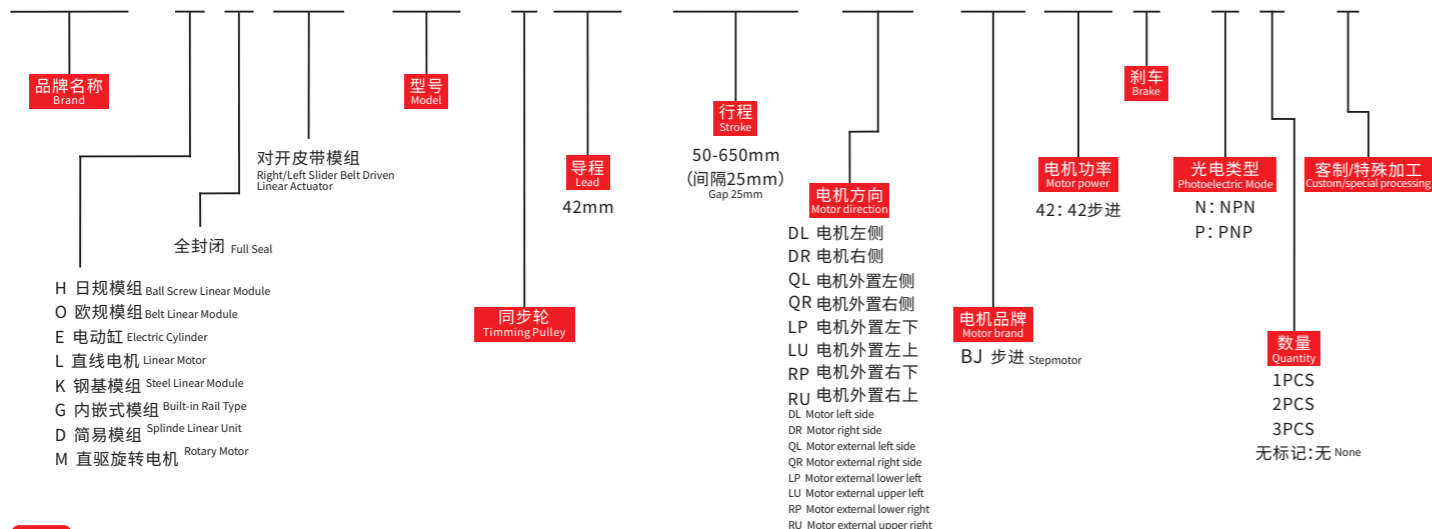 品牌名称
Brand
型号
Model
刹车
Brake
行程
Stroke
50-650mm
（间隔25mm）
Gap 25mm
对开皮带模组
Right/Left Slider Belt Driven
Linear Actuator
导程
Lead
42mm
电机功率
Motor power
42：42步进
光电类型
Photoelectric Mode
N：NPN
P：PNP
客制/特殊加工
Custom/special processing
电机方向
Motor direction
DL 电机左侧
DR 电机右侧
QL 电机外置左侧
QR 电机外置右侧
LP 电机外置左下
LU 电机外置左上
RP 电机外置右下
RU 电机外置右上
DL Motor left side
DR Motor right side
QL Motor external left side
QR Motor external right side
LP Motor external lower left
LU Motor external upper left
RP Motor external lower right
RU Motor external upper right
全封闭 Full Seal
H 日规模组 Ball Screw Linear Module
O 欧规模组 Belt Linear Module
E 电动缸 Electric Cylinder
L 直线电机 Linear Motor
K 钢基模组 Steel Linear Module
G 内嵌式模组 Built-in Rail Type
D 简易模组 Splinde Linear Unit
M 直驱旋转电机 Rotary Motor
同步轮
Timming Pulley
电机品牌
Motor brand
BJ 步进 Stepmotor
数量
Quantity
1PCS
2PCS
3PCS
无标记：无 None